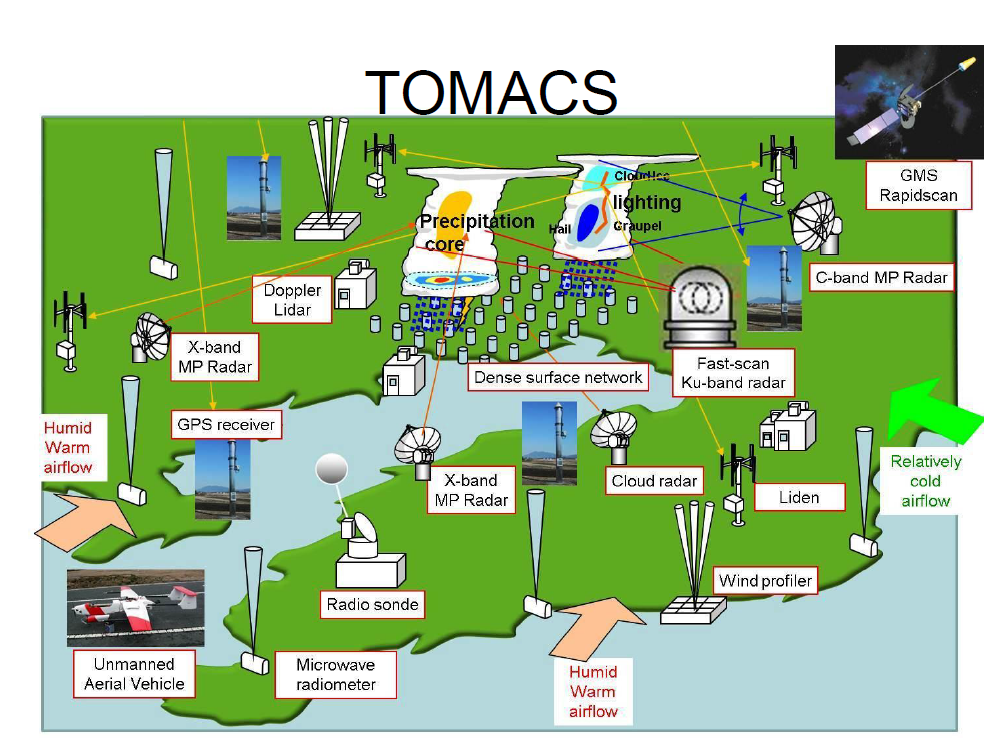 TOMACS
GMS
Rapidscan
CloudIce
lighting
Hail
Graupel
Precipitation
core
C-band MP Radar
Doppler
Lidar
X-band
MP Radar
Fast-scan
Ku-band radar
Dense surface network
GPS receiver
Humid
Warm
airflow
X-band
MP Radar
Cloud radar
Liden
Relatively
cold
airflow
Radio sonde
Wind profiler
Unmanned
Aerial Vehicle
Microwave
radiometer
Humid
Warm
airflow